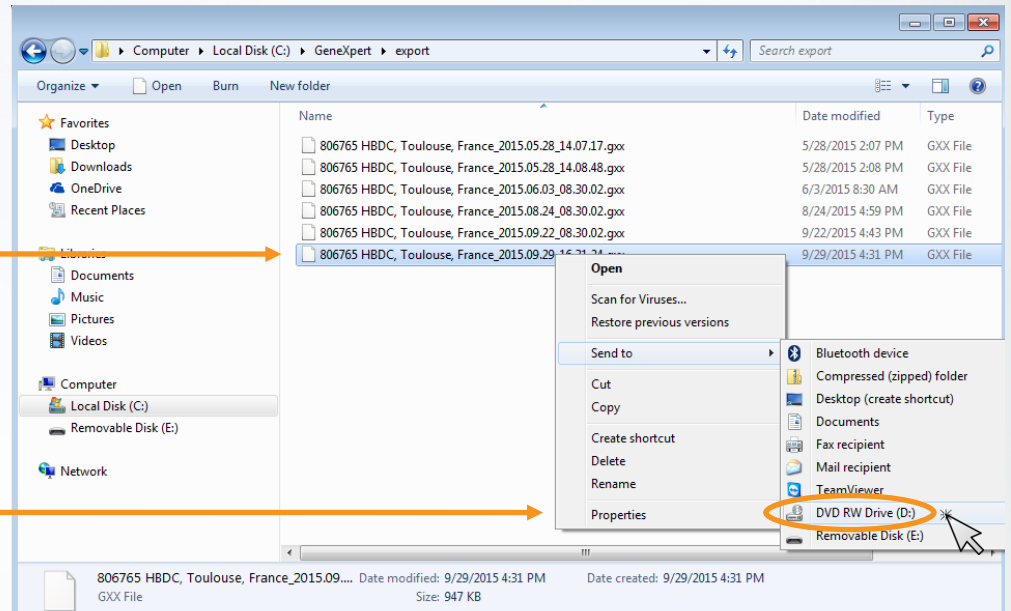 Computer Local Disk (C:) GeneXpert export
Search export
Organize Open Burn New folder
Name Date modified Type
Favorites
Desktop
Downloads
OneDrive
Recent Places
Libraries
Documents
Music
Pictures
Videos
Computer
Local Disk (C:)
Removable Disk (E:)
Network
806765 HBDC, Toulouse, France_2015.05.28_14.07.17.gxx 5/28/2015 2:07 PM GXX File
806765 HBDC, Toulouse, France_2015.05.28_14.08.48.gxx 5/28/2015 2:08 PM GXX File
806765 HBDC, Toulouse, France_2015.06.03_08.30.02.gxx 6/3/2015 8:30 AM GXX File
806765 HBDC, Toulouse, France_2015.08.24_08.30.02.gxx 8/24/2015 4:59 PM GXX File
806765 HBDC, Toulouse, France_2015.09.22_08.30.02.gxx 9/22/2015 4:43 PM GXX File
806765 HBDC, Toulouse, France_2015.09.29_16.31.24.gxx 9/29/2015 4:31 PM GXX File
Open
Scan for Viruses...
Restore previous versions
Send to
Cut
Copy
Create shortcut
Delete
Rename
Properties
Bluetooth device
Compressed (zipped) folder
Desktop (create shortcut)
Documents
Fax recipient
Mail recipient
TeamViewer
DVD RW Drive (D:)
Removable Disk (E:)
806765 HBDC, Toulouse, France_2015.09.... Date modified: 9/29/2015 4:31 PM Date created: 9/29/2015 4:31 PM
GXX File Size: 947 KB